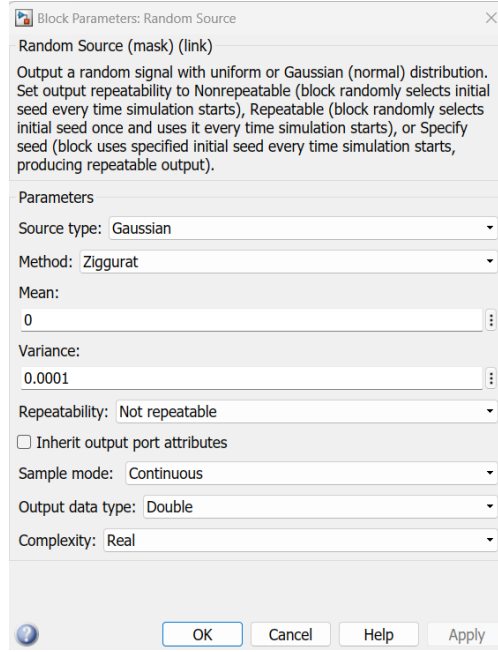 Block Parameters: Random Source
Random Source (mask) (link)
Output a random signal with uniform or Gaussian (normal) distribution.
Set output repeatability to Nonrepeatable (block randomly selects initial
seed every time simulation starts), Repeatable (block randomly selects
initial seed once and uses it every time simulation starts), or Specify
seed (block uses specified initial seed every time simulation starts,
producing repeatable output).
Parameters
Source type: Gaussian
Method: Ziggurat
Mean:
0
Variance:
0.0001
Repeatability: Not repeatable
Inherit output port attributes
Sample mode: Continuous
Output data type: Double
Complexity: Real
OK Cancel Help Apply